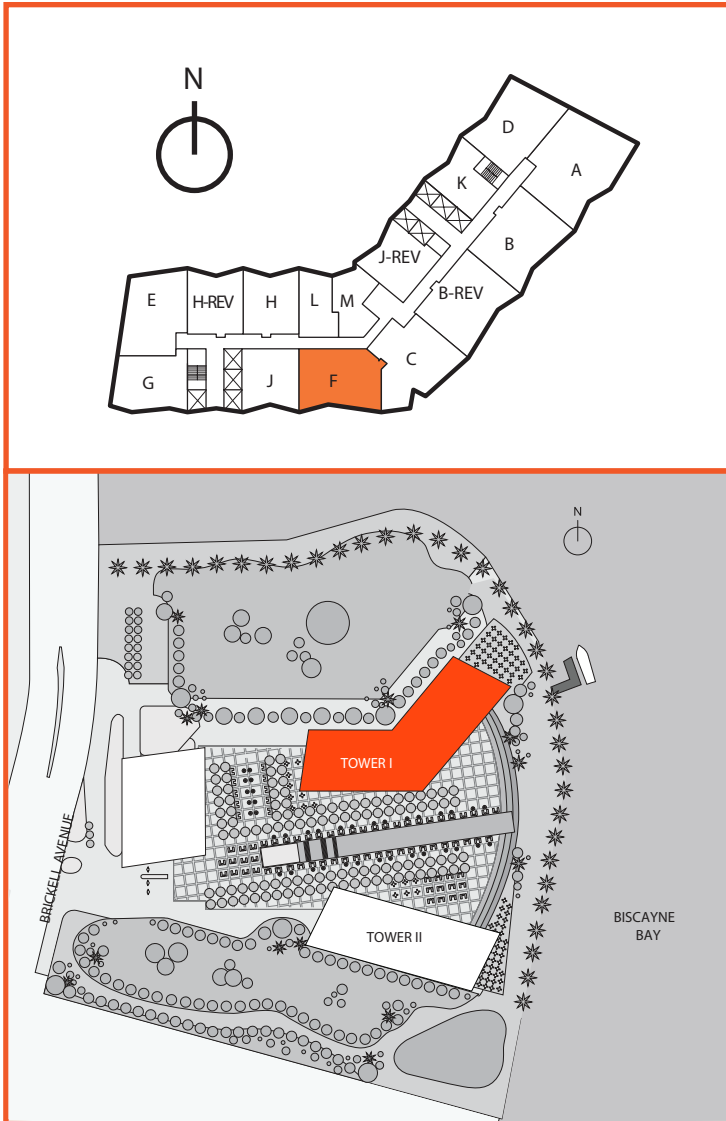 N
D
A
K
B
J-REV
B-REV
E
H-REV
H
L
M
C
G
J
F
N
TOWER I
BRICKELL AVENUE
TOWER II
BISCAYNE
BAY